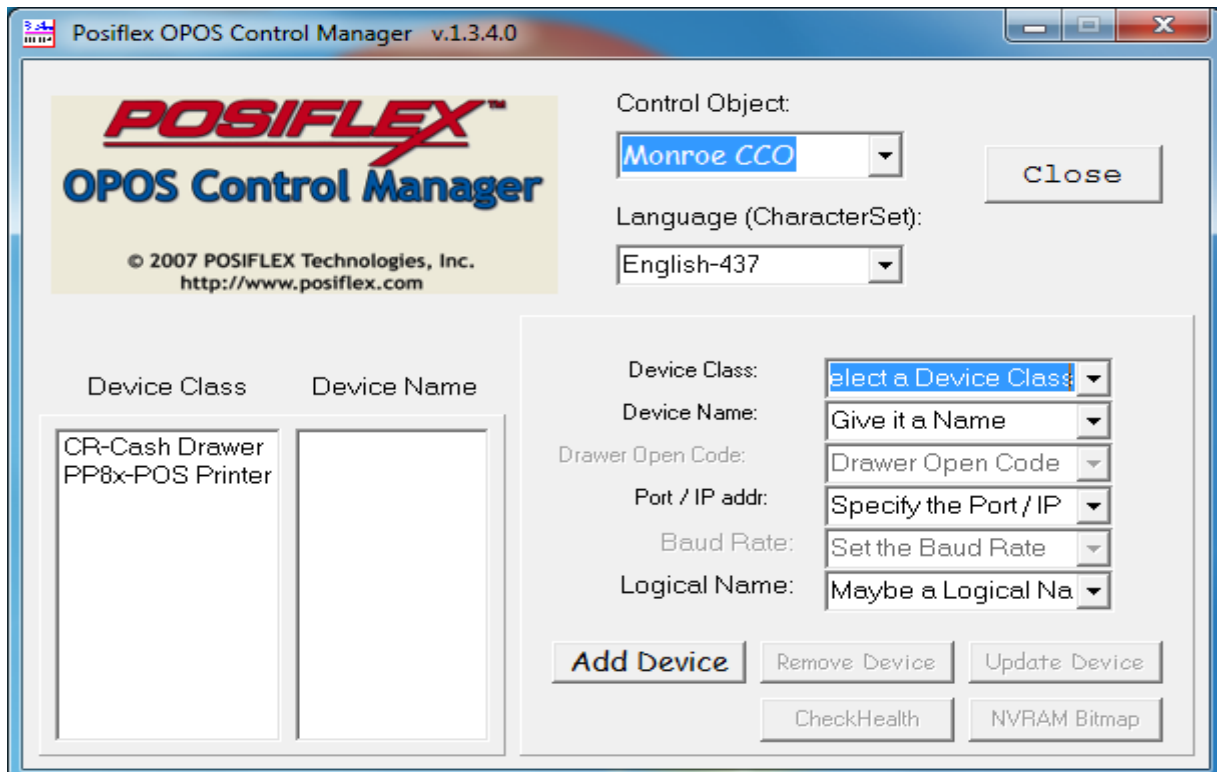 Posiflex OPOS Control Manager v.1.3.4.0
POSIFLEX™
OPOS Control Manager
© 2007 POSIFLEX Technologies, Inc.
http://www.posiflex.com
Control Object:
Monroe CCO
Close
Language (CharacterSet):
English-437
Device Class
Device Name
CR-Cash Drawer
PP8x-POS Printer
Device Class:
elect a Device Class
Device Name:
Give it a Name
Drawer Open Code:
Drawer Open Code
Port / IP addr:
Specify the Port / IP
Baud Rate:
Set the Baud Rate
Logical Name:
Maybe a Logical Na
Add Device
Remove Device
Update Device
CheckHealth
NVRAM Bitmap